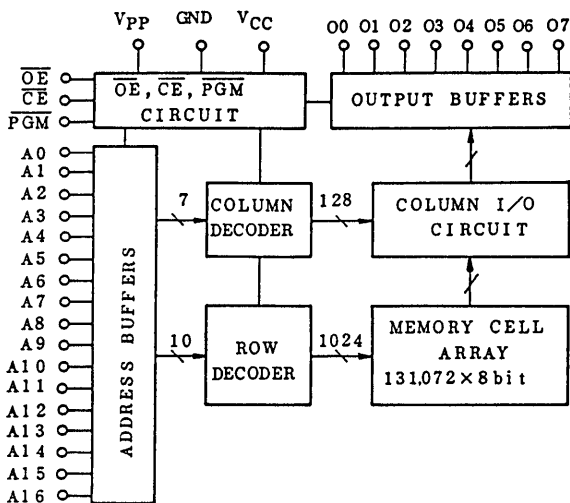 VPP GND VCC
O0 O1 O2 O3 O4 O5 O6 O7
OE
CE
PGM
OE, CE, PGM
CIRCUIT
OUTPUT BUFFERS
A0
A1
A2
A3
A4
A5
A6
A7
A8
A9
A10
A11
A12
A13
A14
A15
A16
ADDRESS BUFFERS
7
COLUMN
DECODER
128
COLUMN I/O
CIRCUIT
10
ROW
DECODER
1024
MEMORY CELL
ARRAY
131,072×8bit